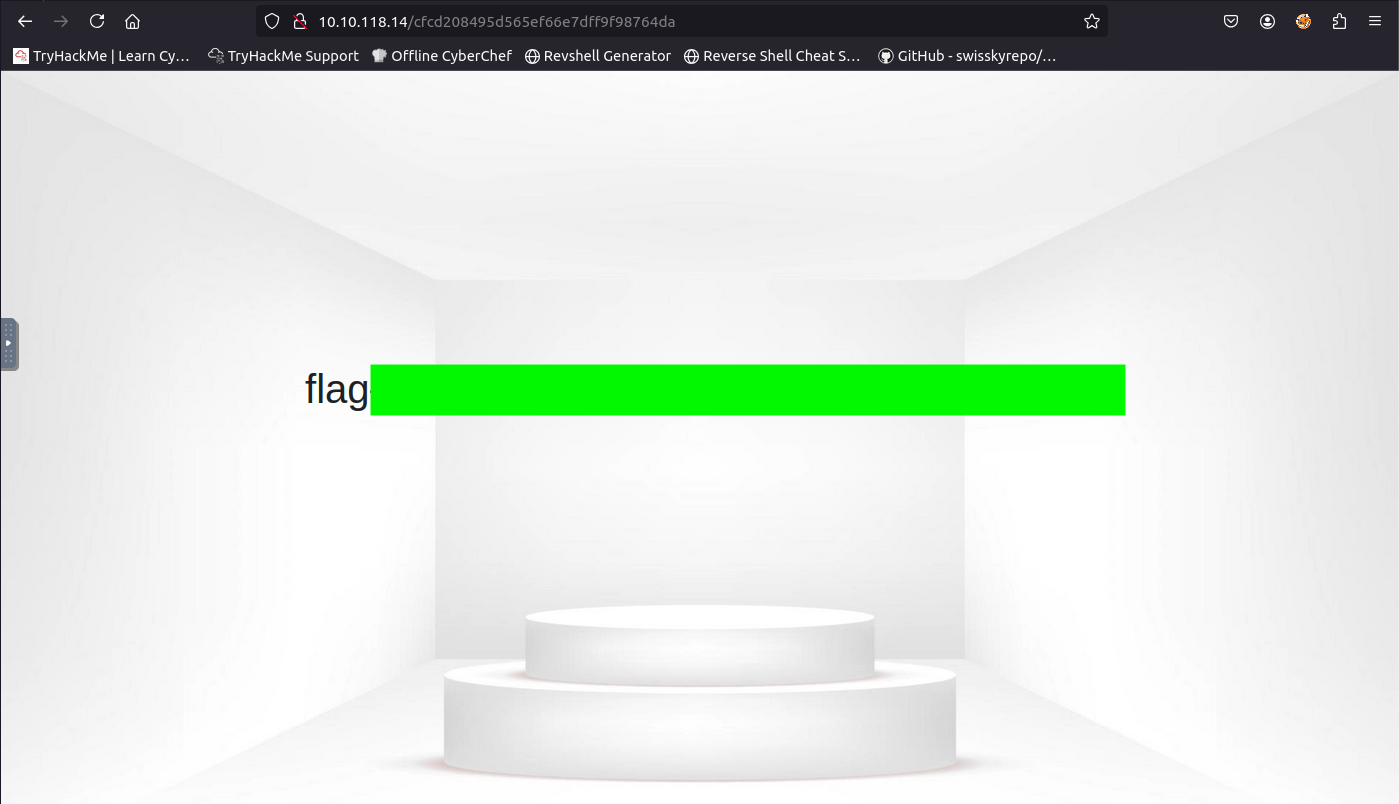 10.10.118.14/cfcd208495d565ef66e7dff9f98764da
TryHackMe | Learn Cy… TryHackMe Support Offline CyberChef Revshell Generator Reverse Shell Cheat S… GitHub - swisskyrepo/…
flag